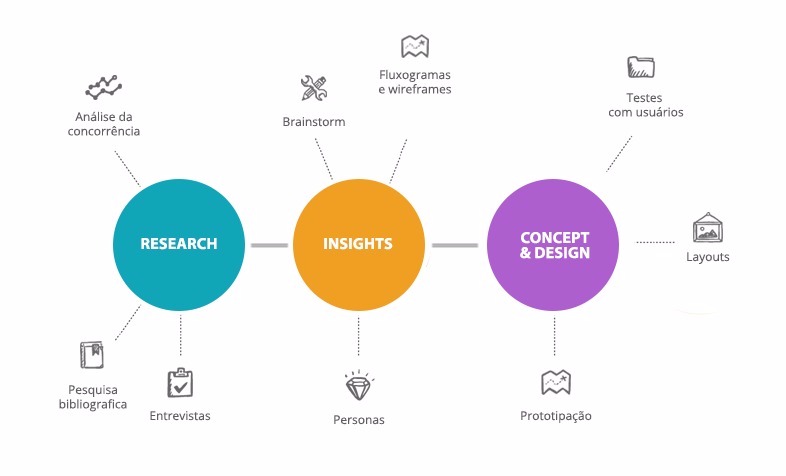 Fluxogramas
e wireframes
Análise da
concorrência
Brainstorm
Testes
com usuários
RESEARCH
INSIGHTS
CONCEPT
& DESIGN
Layouts
Pesquisa
bibliografica
Entrevistas
Personas
Prototipação